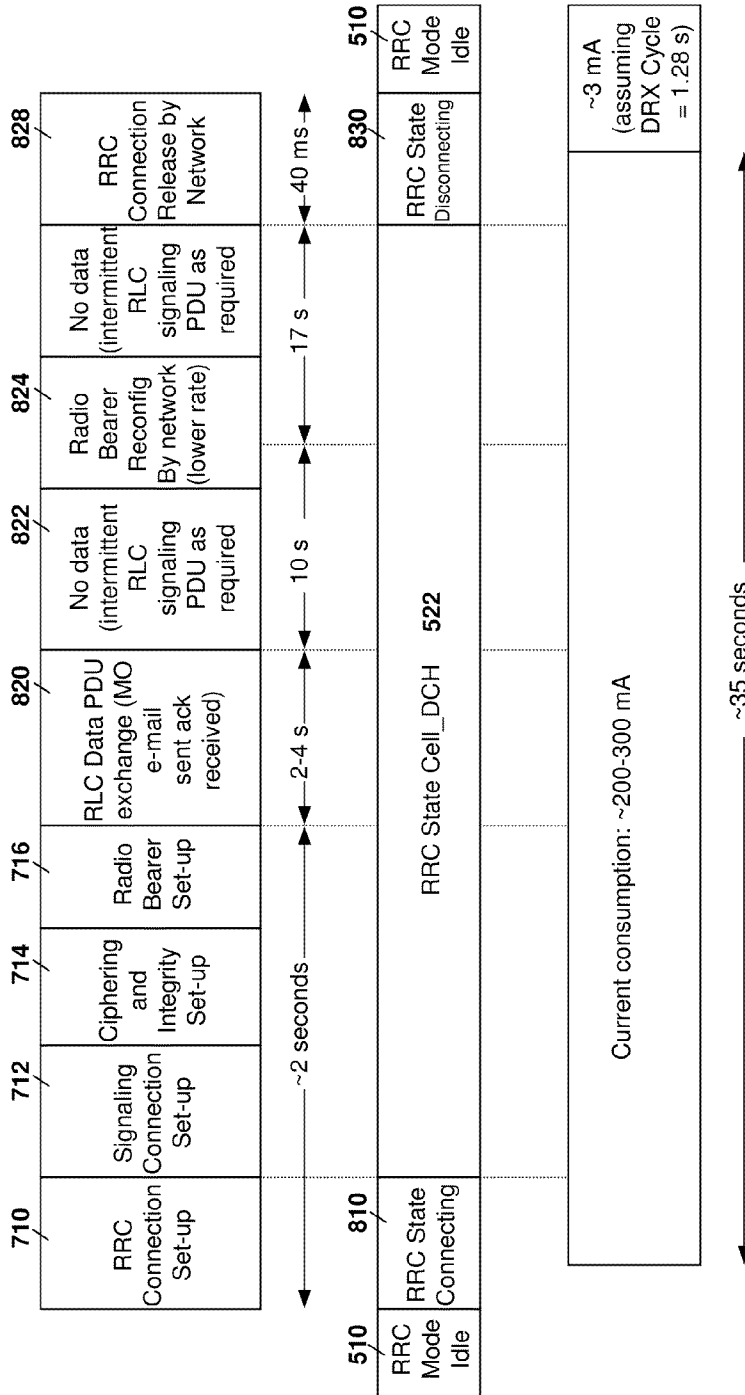 710
RRC
Connection
Set-up
712
Signaling
Connection
Set-up
714
Ciphering
and
Integrity
Set-up
716
Radio
Bearer
Set-up
820
RLC Data PDU
exchange (MO
e-mail
sent ack
received)
822
No data
(intermittent
RLC
signaling
PDU as
required
824
Radio
Bearer
Reconfig
By network
(lower rate)
No data
(intermittent
RLC
signaling
PDU as
required
828
RRC
Connection
Release by
Network
~2 seconds
2-4 s
10 s
17 s
40 ms
510
RRC
Mode
Idle
810
RRC State
Connecting
RRC State Cell_DCH 522
830
RRC State
Disconnecting
510
RRC
Mode
Idle
Current consumption: ~200-300 mA
~3 mA
(assuming
DRX Cycle
= 1.28 s)
~35 seconds